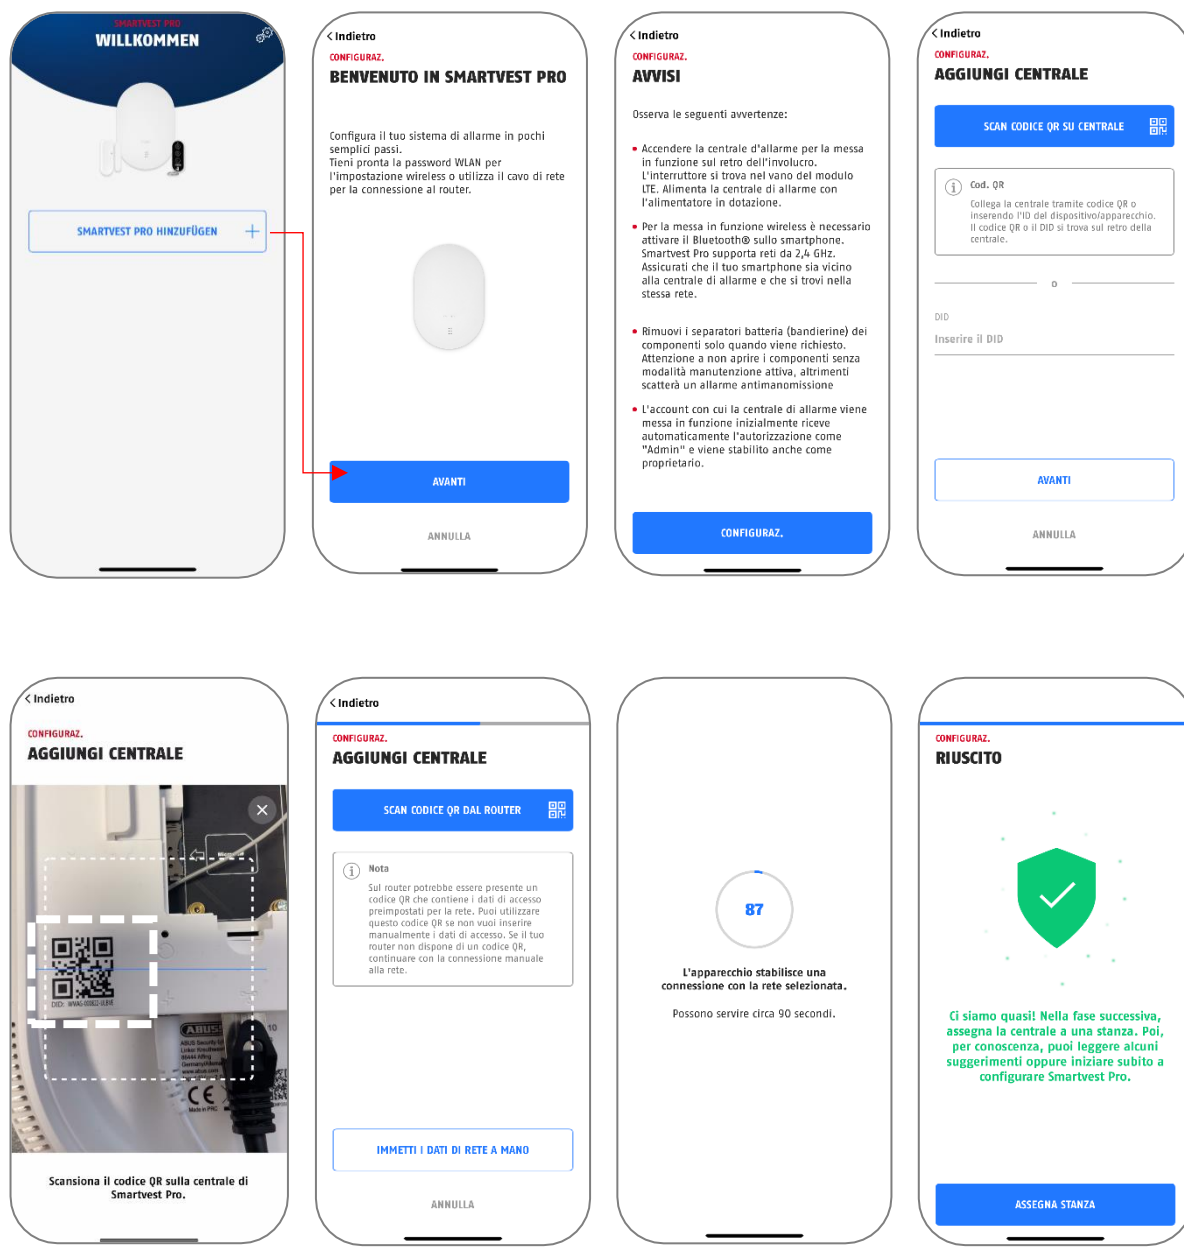 SMARTVEST PRO
WILLKOMMEN
SMARTVEST PRO HINZUFÜGEN
Indietro
CONFIGURAZ.
BENVENUTO IN SMARTVEST PRO
Configura il tuo sistema di allarme in pochi
semplici passi.
Tieni pronta la password WLAN per
l'impostazione wireless o utilizza il cavo di rete
per la connessione al router.
AVANTI
ANNULLA
Indietro
CONFIGURAZ.
AVVISI
Osserva le seguenti avvertenze:
• Accendere la centrale d'allarme per la messa
in funzione sul retro dell'involucro.
L'interruttore si trova nel vano del modulo
LTE. Alimenta la centrale di allarme con
l'alimentatore in dotazione.
• Per la messa in funzione wireless è necessario
attivare il Bluetooth® sullo smartphone.
Smartvest Pro supporta reti da 2,4 GHz.
Assicurati che il tuo smartphone sia vicino
alla centrale di allarme e che si trovi nella
stessa rete.
• Rimuovi i separatori batteria (bandierine) dei
componenti solo quando viene richiesto.
Attenzione a non aprire i componenti senza
modalità manutenzione attiva, altrimenti
scatterà un allarme antimanomissione
• L'account con cui la centrale di allarme viene
messa in funzione inizialmente riceve
automaticamente l'autorizzazione come
"Admin" e viene stabilito anche come
proprietario.
CONFIGURAZ.
Indietro
CONFIGURAZ.
AGGIUNGI CENTRALE
SCAN CODICE QR SU CENTRALE
Cod. QR
Collega la centrale tramite codice QR o
inserendo l'ID del dispositivo/apparecchio.
Il codice QR o il DID si trova sul retro della
centrale.
o
DID
Inserire il DID
AVANTI
ANNULLA
Indietro
CONFIGURAZ.
AGGIUNGI CENTRALE
DID:
ABUS
10
CE
Made in PRC
Scansiona il codice QR sulla centrale di
Smartvest Pro.
Indietro
CONFIGURAZ.
AGGIUNGI CENTRALE
SCAN CODICE QR DAL ROUTER
Nota
Sul router potrebbe essere presente un
codice QR che contiene i dati di accesso
preimpostati per la rete. Puoi utilizzare
questo codice QR se non vuoi inserire
manualmente i dati di accesso. Se il tuo
router non dispone di un codice QR,
continuare con la connessione manuale
alla rete.
IMMETTI I DATI DI RETE A MANO
ANNULLA
87
L'apparecchio stabilisce una
connessione con la rete selezionata.
Possono servire circa 90 secondi.
CONFIGURAZ.
RIUSCITO
Ci siamo quasi! Nella fase successiva,
assegna la centrale a una stanza. Poi,
per conoscenza, puoi leggere alcuni
suggerimenti oppure iniziare subito a
configurare Smartvest Pro.
ASSEGNA STANZA